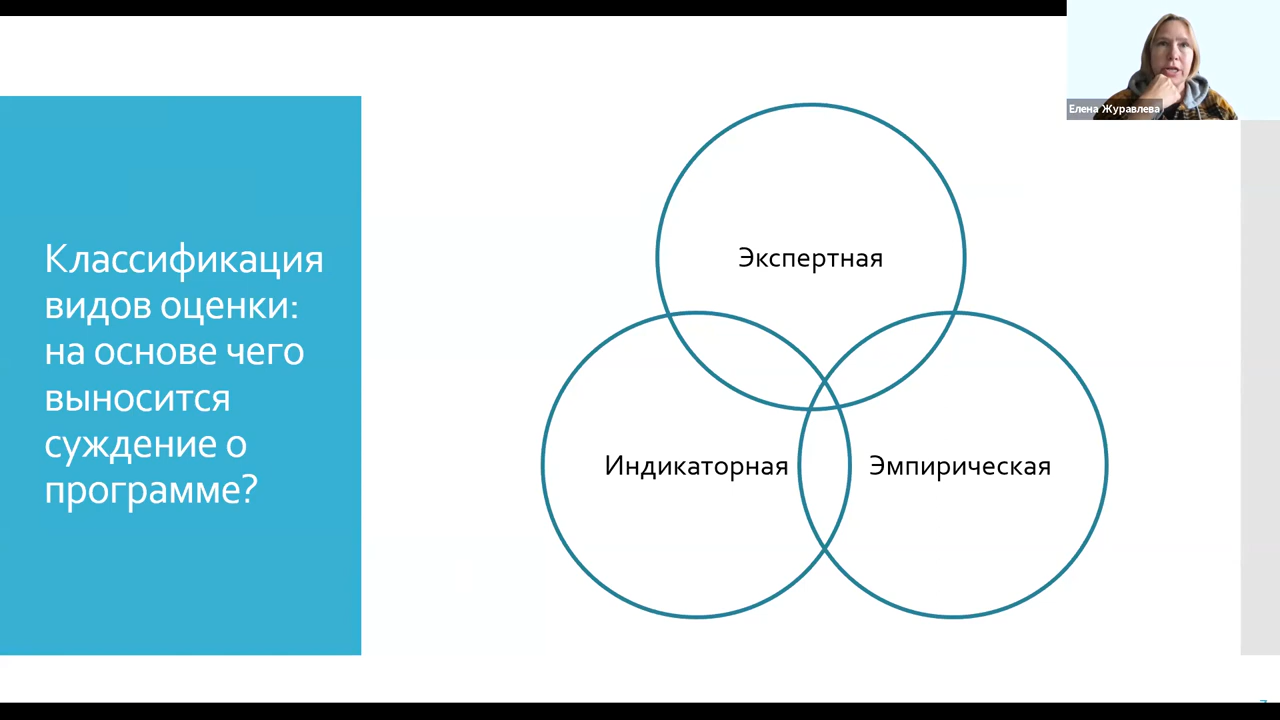 Классификация
видов оценки:
на основе чего
выносится
суждение о
программе?
Экспертная
Индикаторная
Эмпирическая
Елена Журавлева